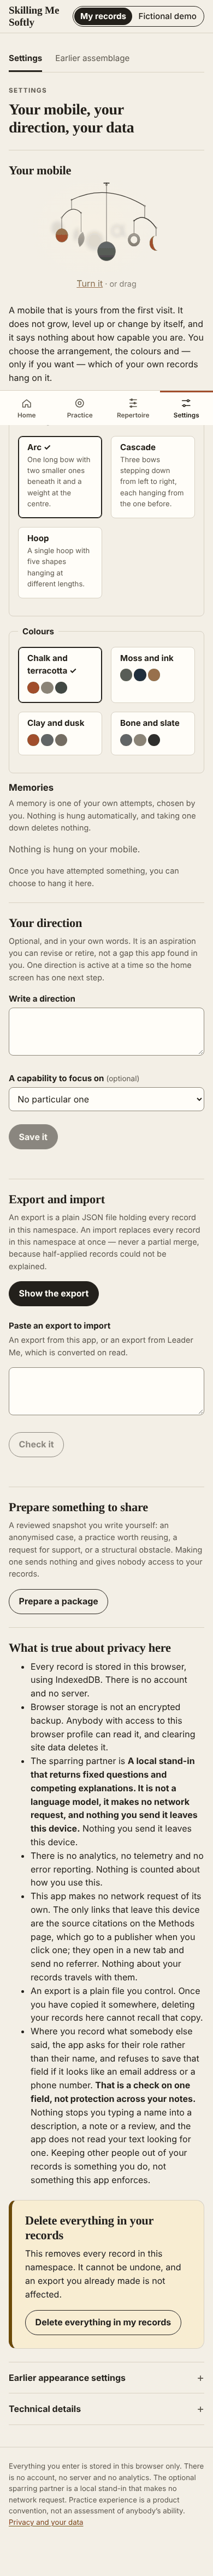 Skilling Me
Softly
My records
Fictional demo
Settings
Earlier assemblage
SETTINGS
Your mobile, your
direction, your data
Your mobile
Turn it · or drag
A mobile that is yours from the first visit. It
does not grow, level up or change by itself, and
it says nothing about how capable you are. You
choose the arrangement, the colours and —
only if you want — which of your own records
hang on it.
Home
Practice
Repertoire
Settings
Arc ✓
One long bow with
two smaller ones
beneath it and a
weight at the
centre.
Cascade
Three bows
stepping down
from left to right,
each hanging from
the one before.
Hoop
A single hoop with
five shapes
hanging at
different lengths.
Colours
Chalk and
terracotta ✓
Moss and ink
Clay and dusk
Bone and slate
Memories
A memory is one of your own attempts, chosen by
you. Nothing is hung automatically, and taking one
down deletes nothing.
Nothing is hung on your mobile.
Once you have attempted something, you can
choose to hang it here.
Your direction
Optional, and in your own words. It is an aspiration
you can revise or retire, not a gap this app found in
you. One direction is active at a time so the home
screen has one next step.
Write a direction
A capability to focus on (optional)
No particular one
Save it
Export and import
An export is a plain JSON file holding every record
in this namespace. An import replaces every record
in this namespace at once — never a partial merge,
because half-applied records could not be
explained.
Show the export
Paste an export to import
An export from this app, or an export from Leader
Me, which is converted on read.
Check it
Prepare something to share
A reviewed snapshot you write yourself: an
anonymised case, a practice worth reusing, a
request for support, or a structural obstacle. Making
one sends nothing and gives nobody access to your
records.
Prepare a package
What is true about privacy here
• Every record is stored in this browser,
using IndexedDB. There is no account
and no server.
• Browser storage is not an encrypted
backup. Anybody with access to this
browser profile can read it, and clearing
site data deletes it.
• The sparring partner is A local stand-in
that returns fixed questions and
competing explanations. It is not a
language model, it makes no network
request, and nothing you send it leaves
this device. Nothing you send it leaves
this device.
• There is no analytics, no telemetry and no
error reporting. Nothing is counted about
how you use this.
• This app makes no network request of its
own. The only links that leave this device
are the source citations on the Methods
page, which go to a publisher when you
click one; they open in a new tab and
send no referrer. Nothing about your
records travels with them.
• An export is a plain file you control. Once
you have copied it somewhere, deleting
your records here cannot recall that copy.
• Where you record what somebody else
said, the app asks for their role rather
than their name, and refuses to save that
field if it looks like an email address or a
phone number. That is a check on one
field, not protection across your notes.
Nothing stops you typing a name into a
description, a note or a review, and the
app does not read your text looking for
one. Keeping other people out of your
records is something you do, not
something this app enforces.
Delete everything in your
records
This removes every record in this
namespace. It cannot be undone, and
an export you already made is not
affected.
Delete everything in my records
Earlier appearance settings +
Technical details +
Everything you enter is stored in this browser only. There
is no account, no server and no analytics. The optional
sparring partner is a local stand-in that makes no
network request. Practice experience is a product
convention, not an assessment of anybody's ability.
Privacy and your data